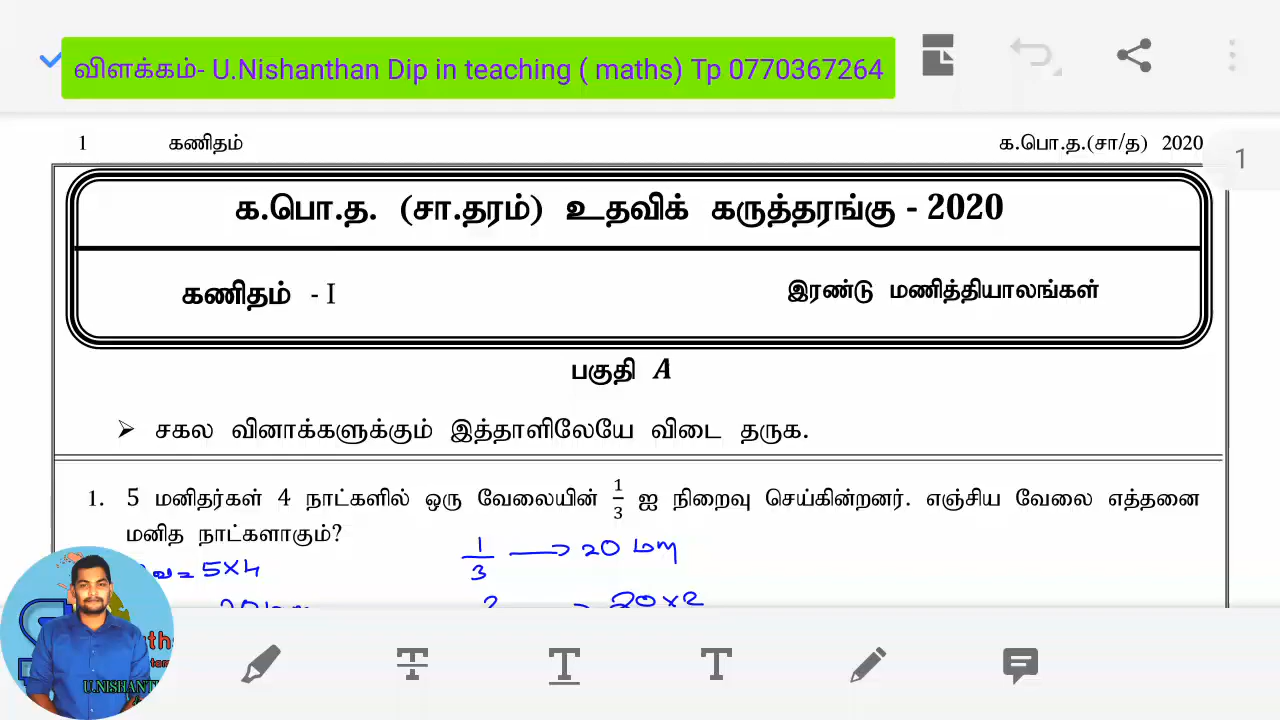 விளக்கம்- U.Nishanthan Dip in teaching ( maths) Tp 0770367264
1 கணிதம் க.பொ.த.(சா/த) 2020
1
க.பொ.த. (சா.தரம்) உதவிக் கருத்தரங்கு - 2020
கணிதம் - I இரண்டு மணித்தியாலங்கள்
பகுதி A
➢ சகல வினாக்களுக்கும் இத்தாளிலேயே விடை தருக.
1. 5 மனிதர்கள் 4 நாட்களில் ஒரு வேலையின் 1/3 ஐ நிறைவு செய்கின்றனர். எஞ்சிய வேலை எத்தனை
மனித நாட்களாகும்?
1/3 → 20 மநா
= 5×4
20×2
U.NISHANTH